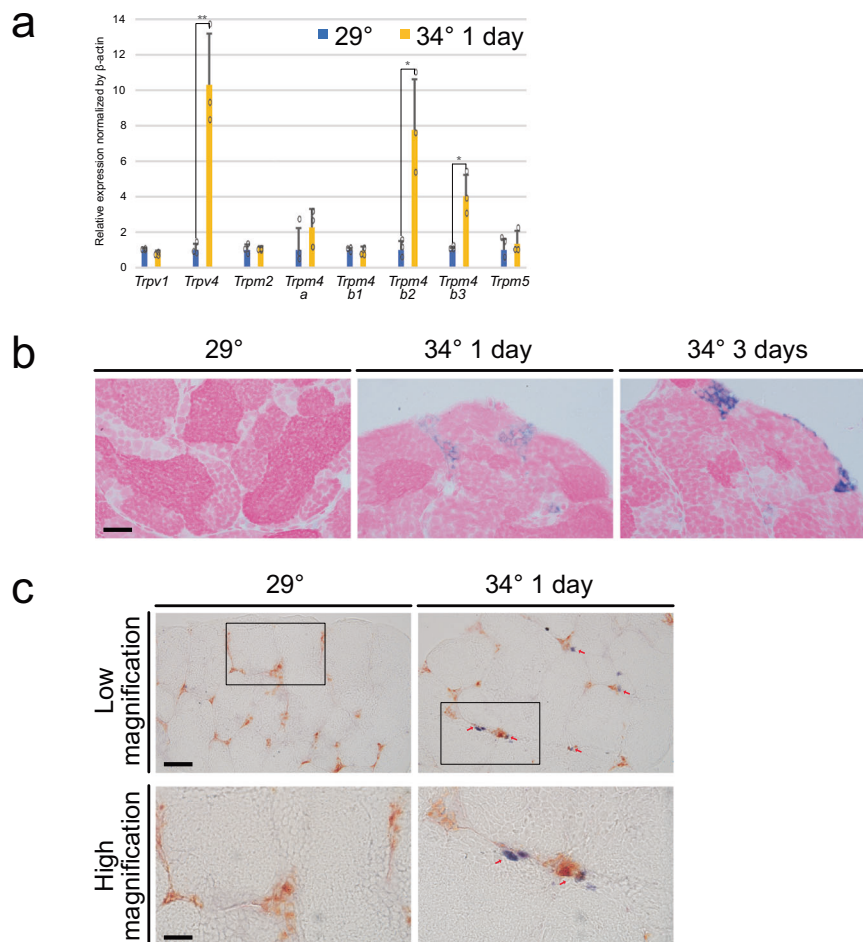 a
Relative expression normalized by β-actin
14
12
10
8
6
4
2
0
29° 34° 1 day
**
*
*
Trpv1 Trpv4 Trpm2 Trpm4 a Trpm4 b1 Trpm4 b2 Trpm4 b3 Trpm5
b
29° 34° 1 day 34° 3 days
c
29° 34° 1 day
Low
magnification
High
magnification